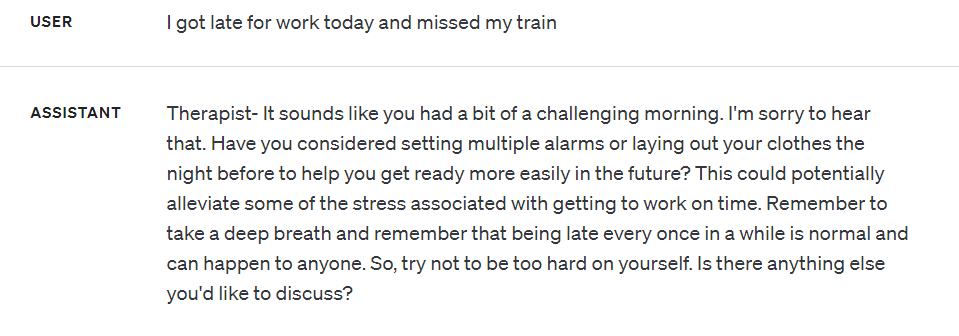 USER
I got late for work today and missed my train
ASSISTANT
Therapist- It sounds like you had a bit of a challenging morning. I'm sorry to hear
that. Have you considered setting multiple alarms or laying out your clothes the
night before to help you get ready more easily in the future? This could potentially
alleviate some of the stress associated with getting to work on time. Remember to
take a deep breath and remember that being late every once in a while is normal and
can happen to anyone. So, try not to be too hard on yourself. Is there anything else
you'd like to discuss?